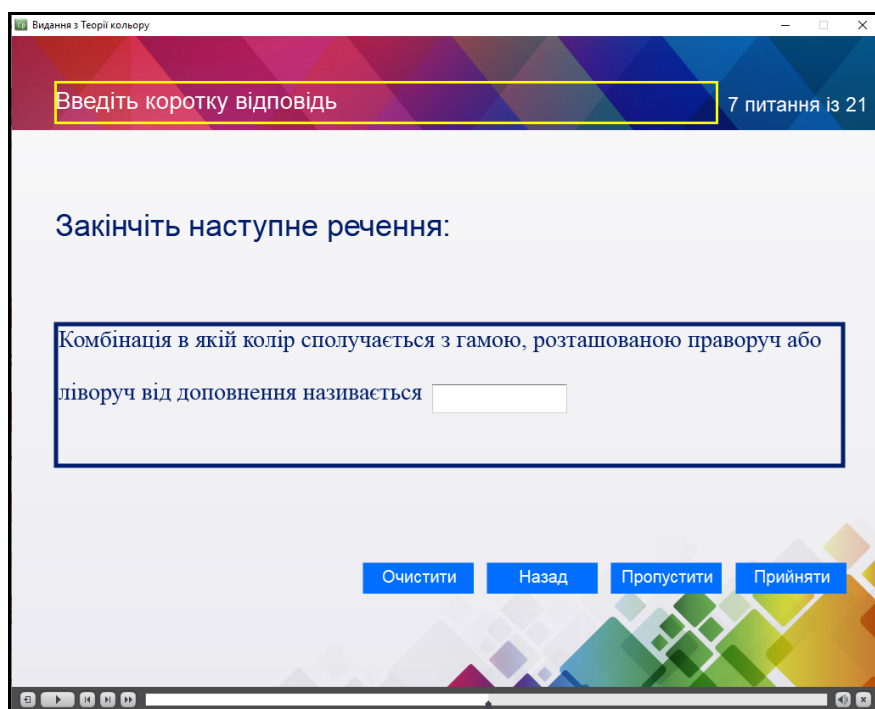 Видання з Теорії кольору
Введіть коротку відповідь
7 питання із 21
Закінчіть наступне речення:
Комбінація в якій колір сполучається з гамою, розташованою праворуч або
ліворуч від доповнення називається
Очистити
Назад
Пропустити
Прийняти